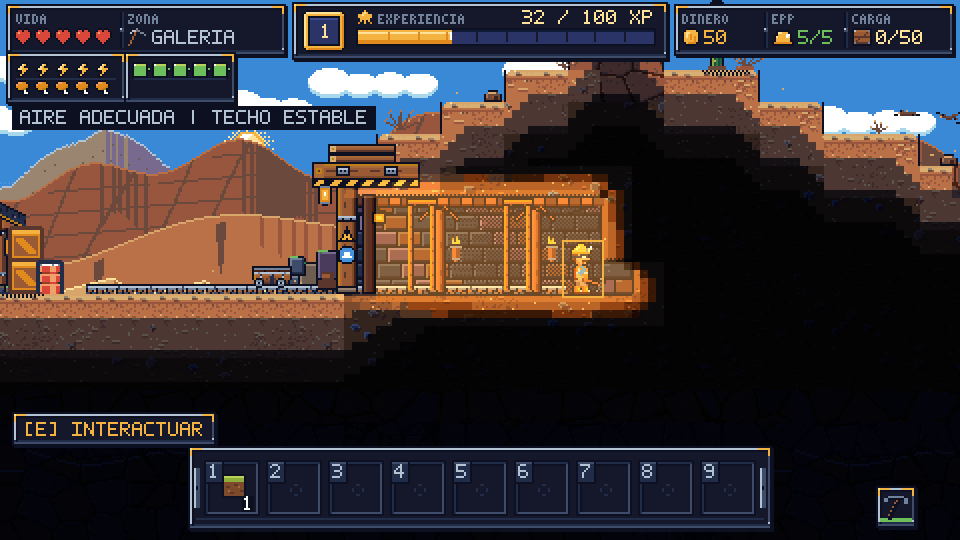 VIDA
ZONA
GALERIA
1
EXPERIENCIA
32 / 100 XP
DINERO
50
EPP
5/5
CARGA
0/50
AIRE ADECUADA | TECHO ESTABLE
[E] INTERACTUAR
1 2 3 4 5 6 7 8 9
1